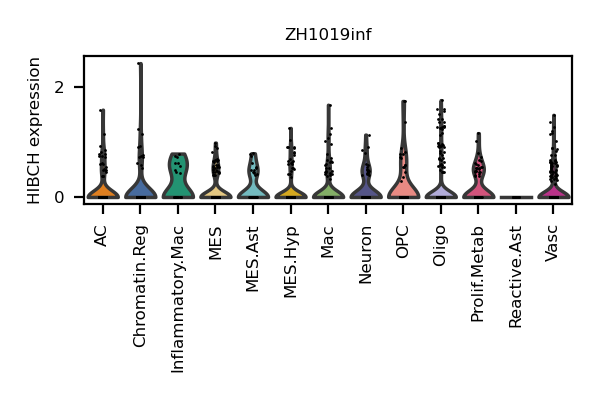 ZH1019inf
HIBCH expression
2
0
AC
Chromatin.Reg
Inflammatory.Mac
MES
MES.Ast
MES.Hyp
Mac
Neuron
OPC
Oligo
Prolif.Metab
Reactive.Ast
Vasc